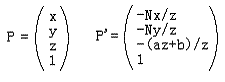 P = (x
y
z
1) P' = (-Nx/z
-Ny/z
-(az+b)/z
1)